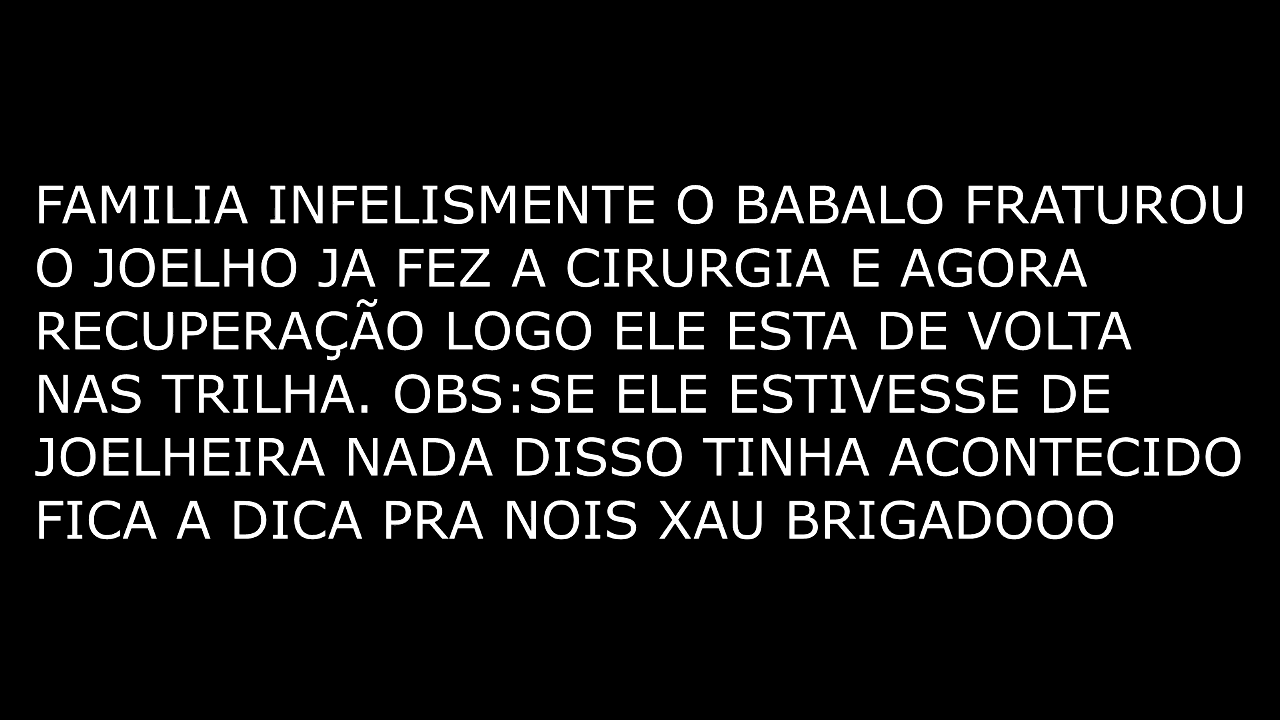 FAMILIA INFELISMENTE O BABALO FRATUROU
O JOELHO JA FEZ A CIRURGIA E AGORA
RECUPERAÇÃO LOGO ELE ESTA DE VOLTA
NAS TRILHA. OBS:SE ELE ESTIVESSE DE
JOELHEIRA NADA DISSO TINHA ACONTECIDO
FICA A DICA PRA NOIS XAU BRIGADOOO